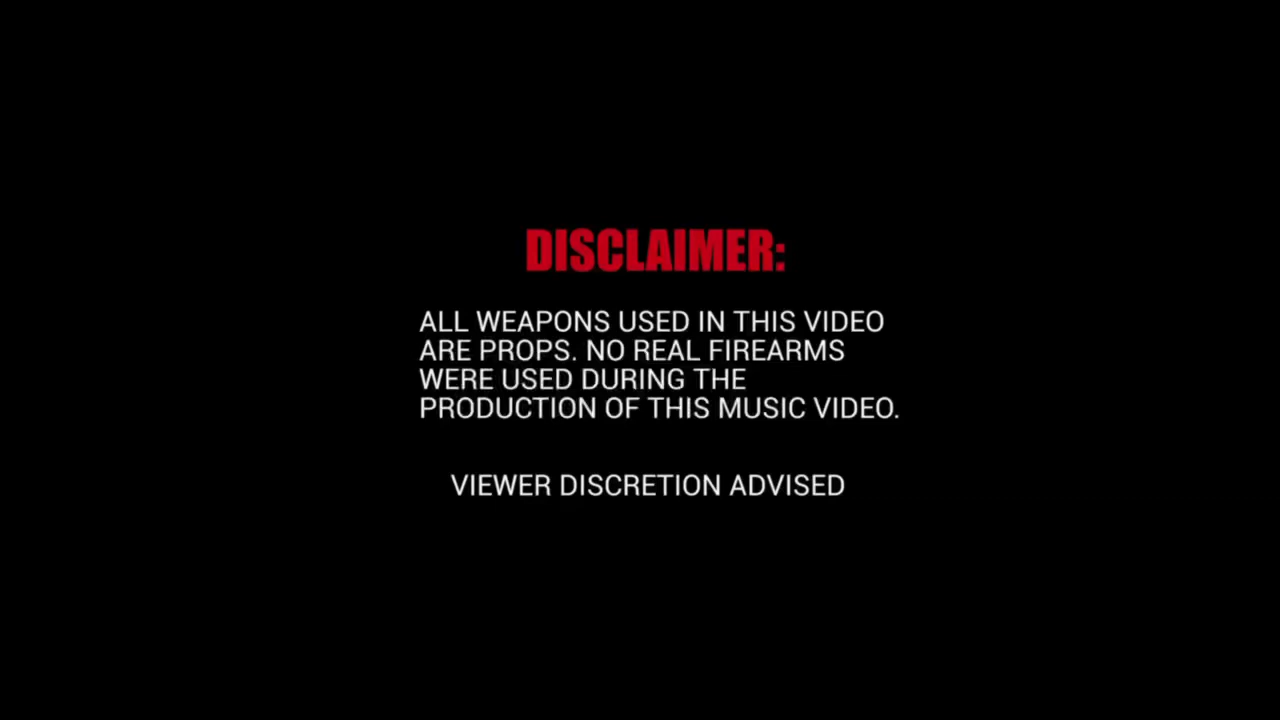 DISCLAIMER:
ALL WEAPONS USED IN THIS VIDEO
ARE PROPS. NO REAL FIREARMS
WERE USED DURING THE
PRODUCTION OF THIS MUSIC VIDEO.
VIEWER DISCRETION ADVISED